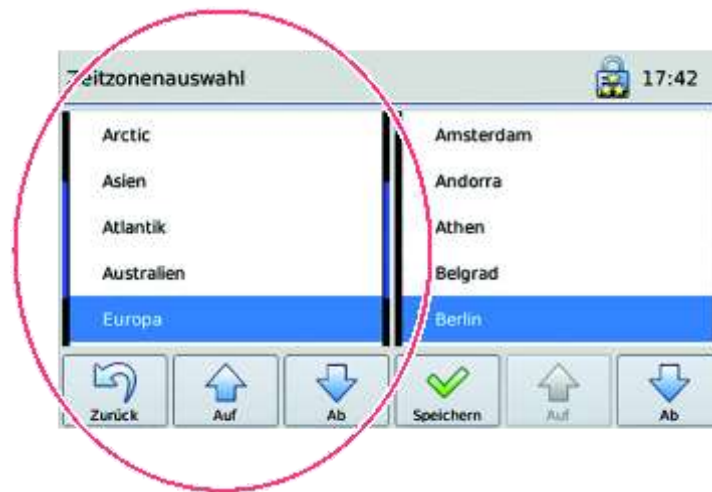 Zeitzonenauswahl
17:42
Arctic
Asien
Atlantik
Australien
Europa
Amsterdam
Andorra
Athen
Belgrad
Berlin
Zurück
Auf
Ab
Speichern
Auf
Ab